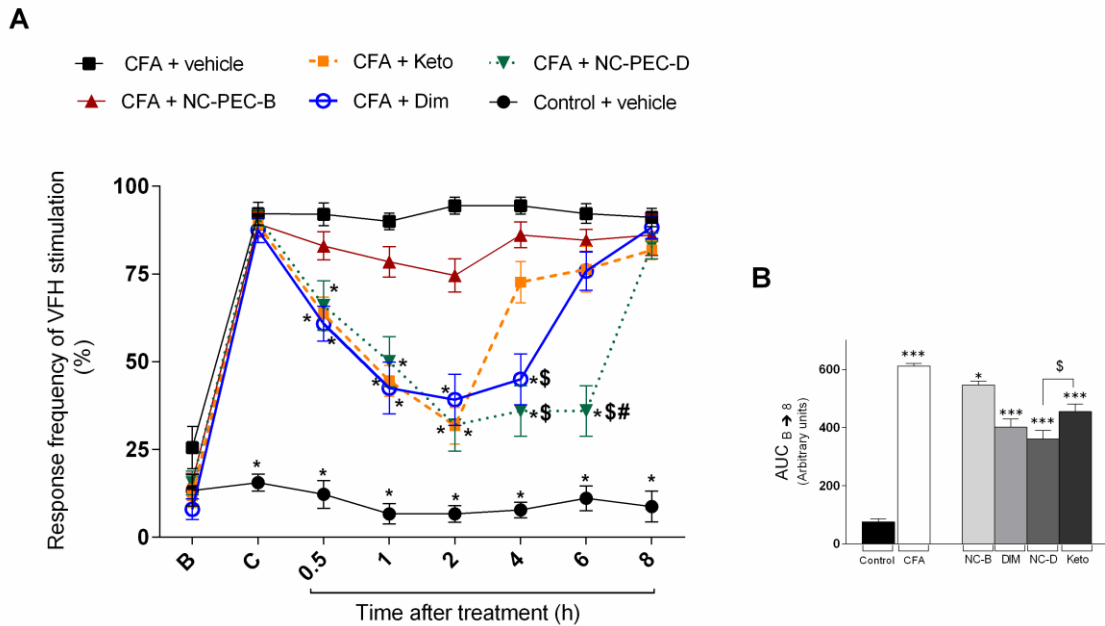 A
CFA + vehicle
CFA + Keto
CFA + NC-PEC-D
CFA + NC-PEC-B
CFA + Dim
Control + vehicle
Response frequency of VFH stimulation
(%)
100
75
50
25
0
* * * * * * *
* * *
* * *
* * *
*$
*$
*$#
B C 0.5 1 2 4 6 8
Time after treatment (h)
B
AUC B → 8
(Arbitrary units)
600
400
200
0
***
*
***
***
$
***
Control CFA NC-B DIM NC-D Keto